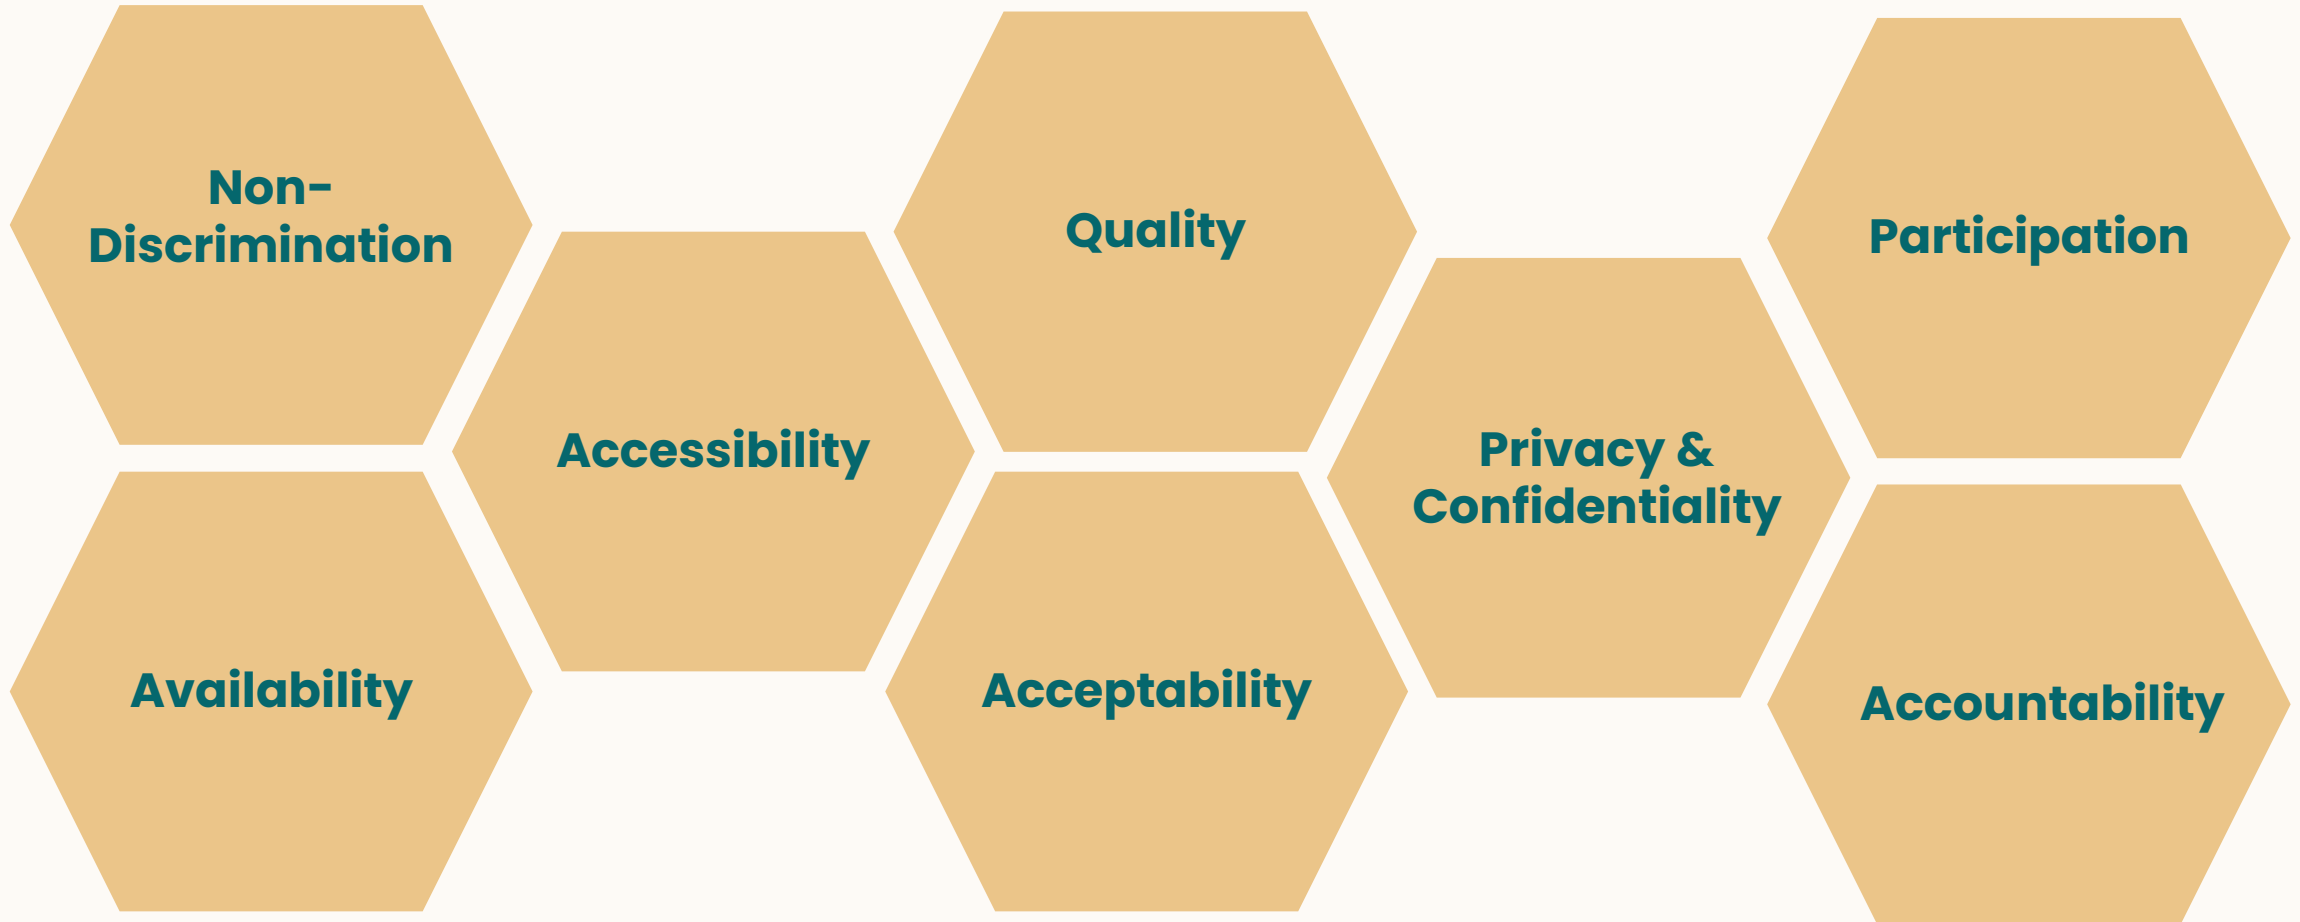 Non-
Discrimination
Availability
Accessibility
Quality
Acceptability
Privacy &
Confidentiality
Participation
Accountability